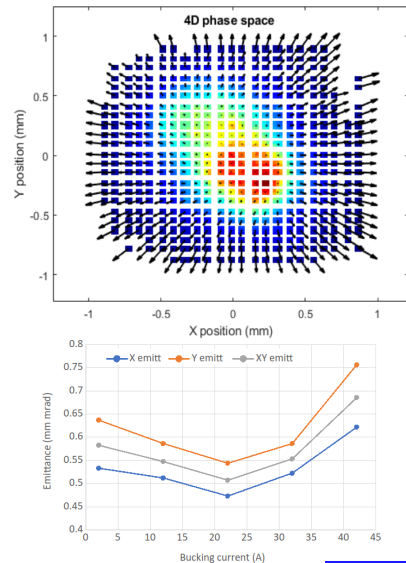 4D phase space
1
0.5
0
-0.5
-1
Y position (mm)
-1 -0.5 0 0.5 1
X position (mm)
0.8
0.75
0.7
0.65
0.6
0.55
0.5
0.45
0.4
Emittance (mm mrad)
X emitt Y emitt XY emitt
0 5 10 15 20 25 30 35 40 45
Bucking current (A)